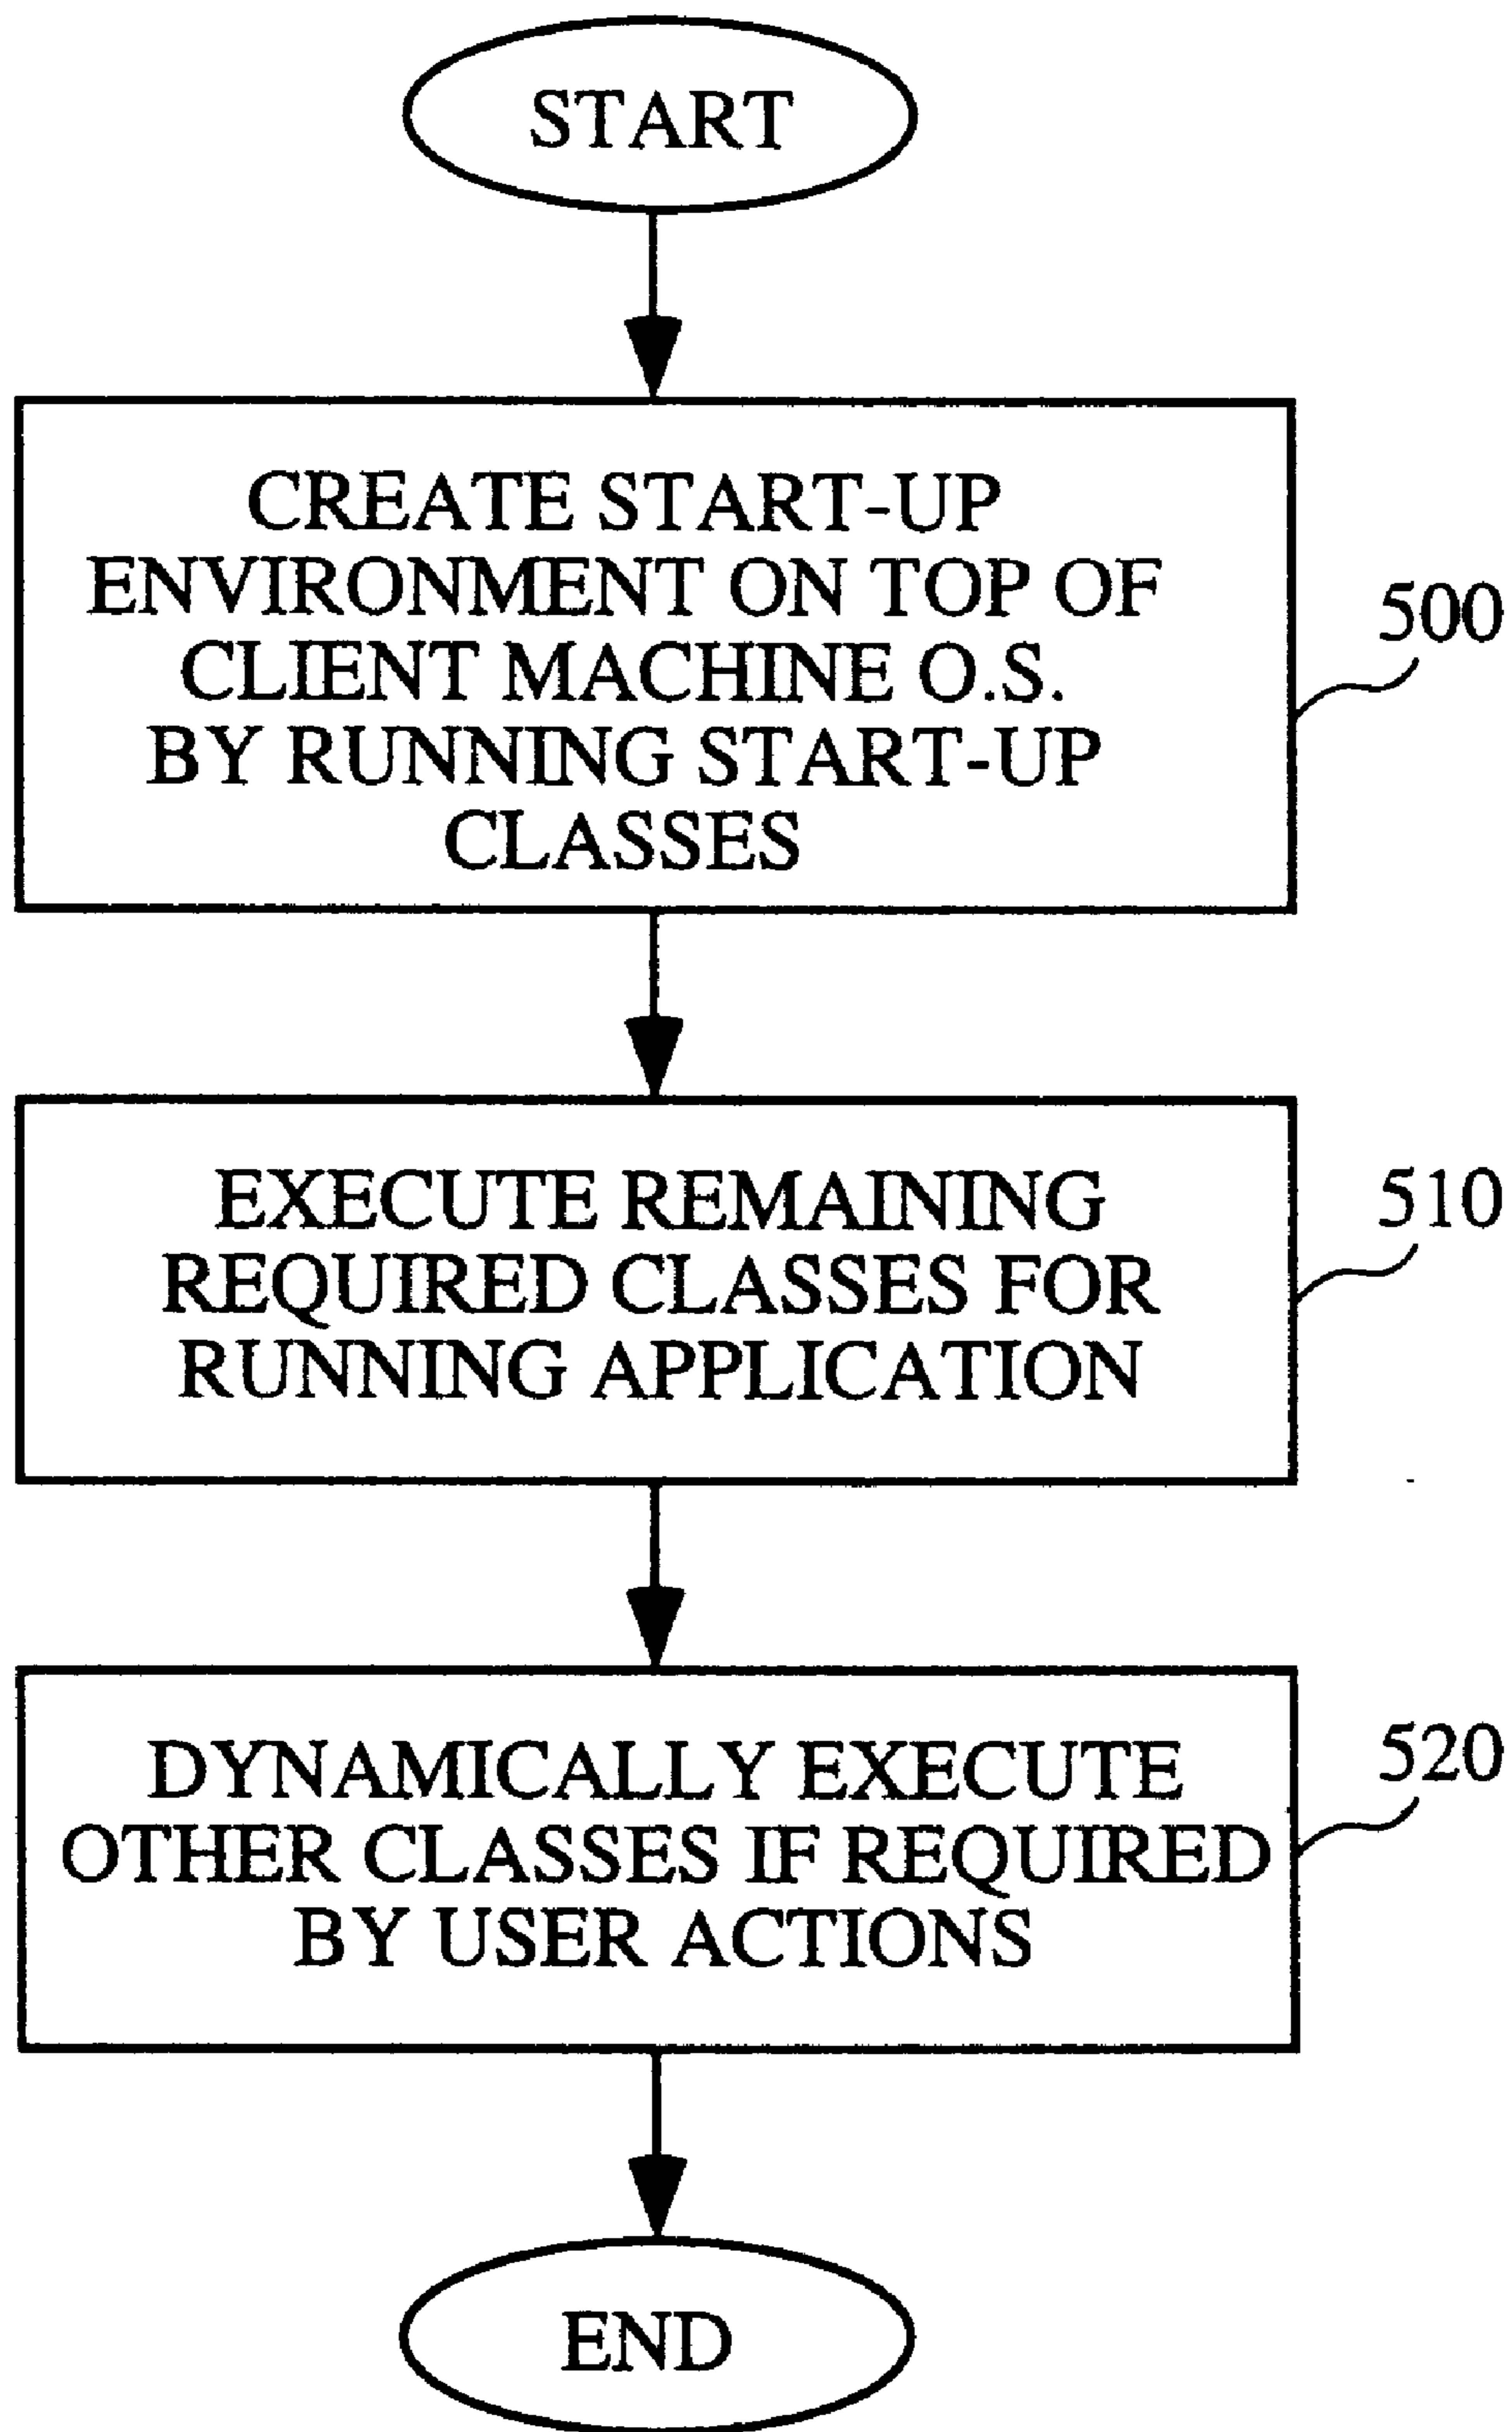 START
CREATE START-UP
ENVIRONMENT ON TOP OF
CLIENT MACHINE O.S.
BY RUNNING START-UP
CLASSES
500
EXECUTE REMAINING
REQUIRED CLASSES FOR
RUNNING APPLICATION
510
DYNAMICALLY EXECUTE
OTHER CLASSES IF REQUIRED
BY USER ACTIONS
520
END